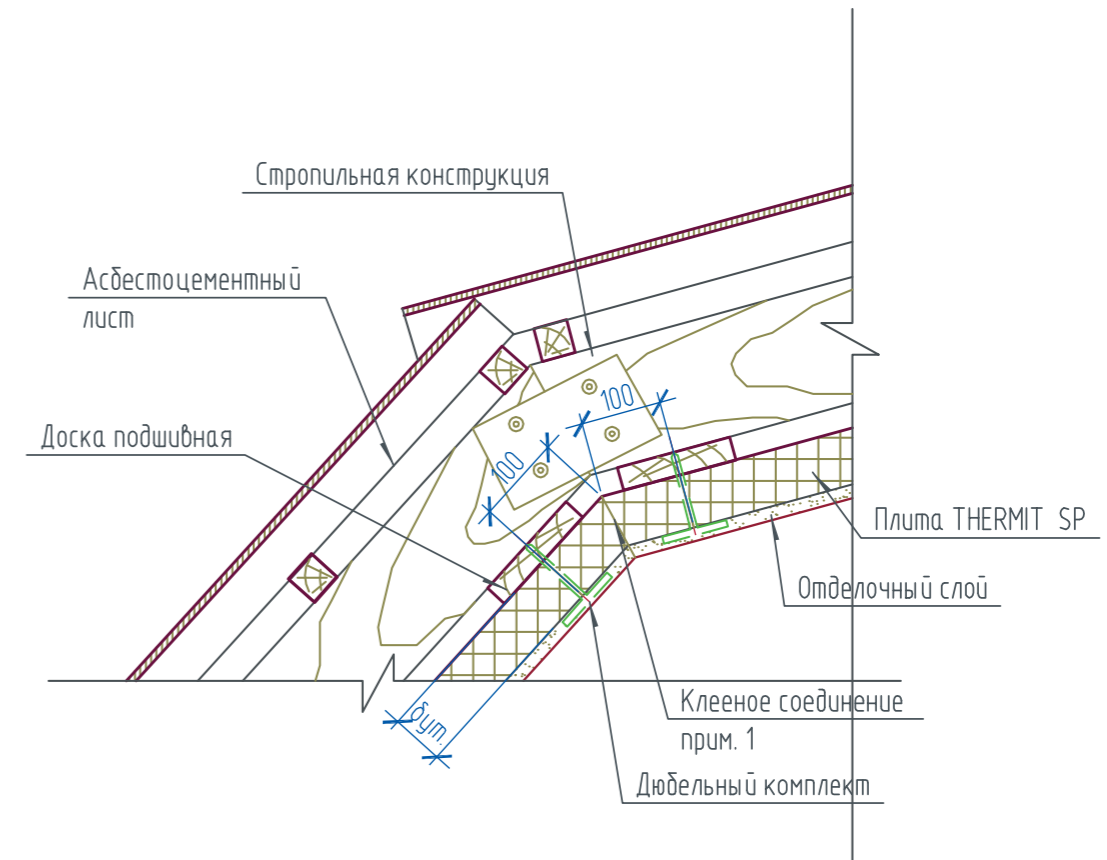 Стропильная конструкция
Асбестоцементный
лист
Доска подшивная
100
100
Плита THERMIT SP
Отделочный слой
Клееное соединение
прим. 1
δут.
Дюбельный комплект